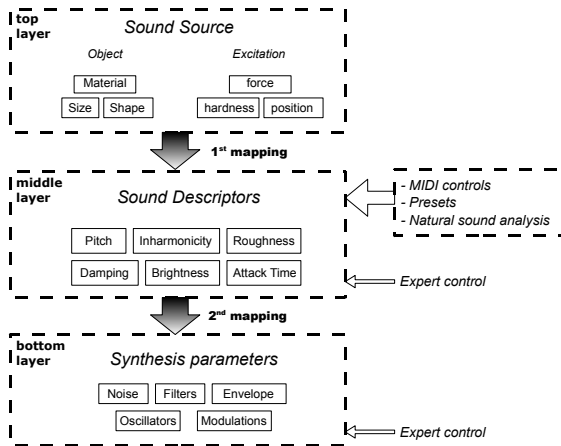 top
layer
Sound Source
Object
Excitation
Material
force
Size
Shape
hardness
position
1st mapping
middle
layer
Sound Descriptors
- MIDI controls
- Presets
- Natural sound analysis
Pitch
Inharmonicity
Roughness
Damping
Brightness
Attack Time
Expert control
2nd mapping
bottom
layer
Synthesis parameters
Noise
Filters
Envelope
Oscillators
Modulations
Expert control